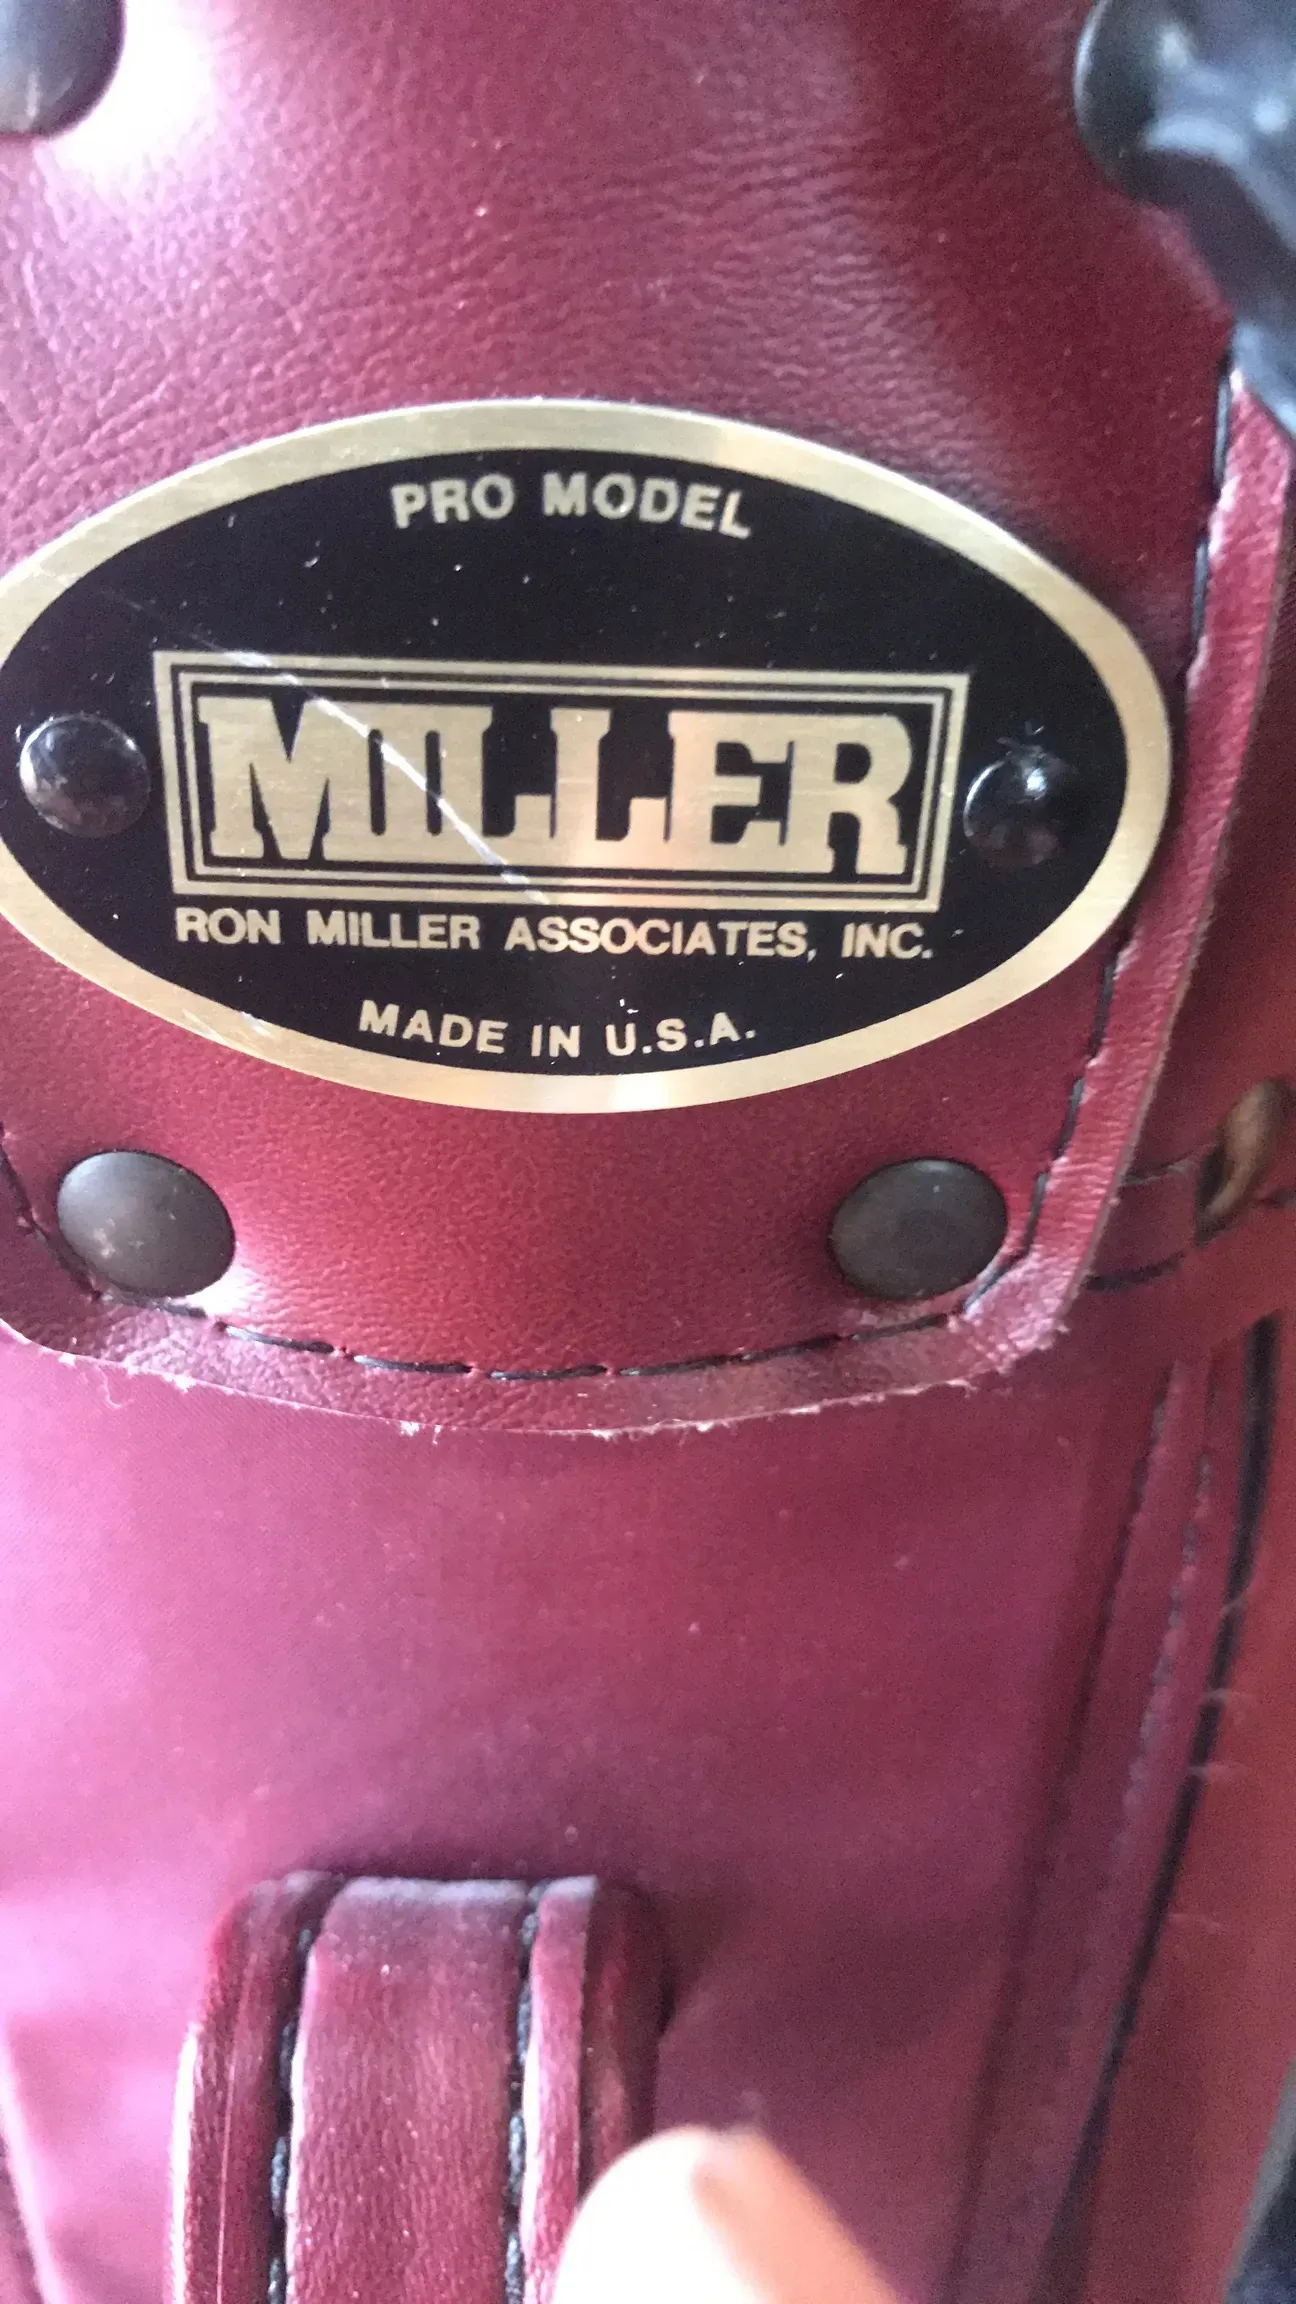 PRO MODEL
MILLER
RON MILLER ASSOCIATES, INC.
MADE IN U.S.A.